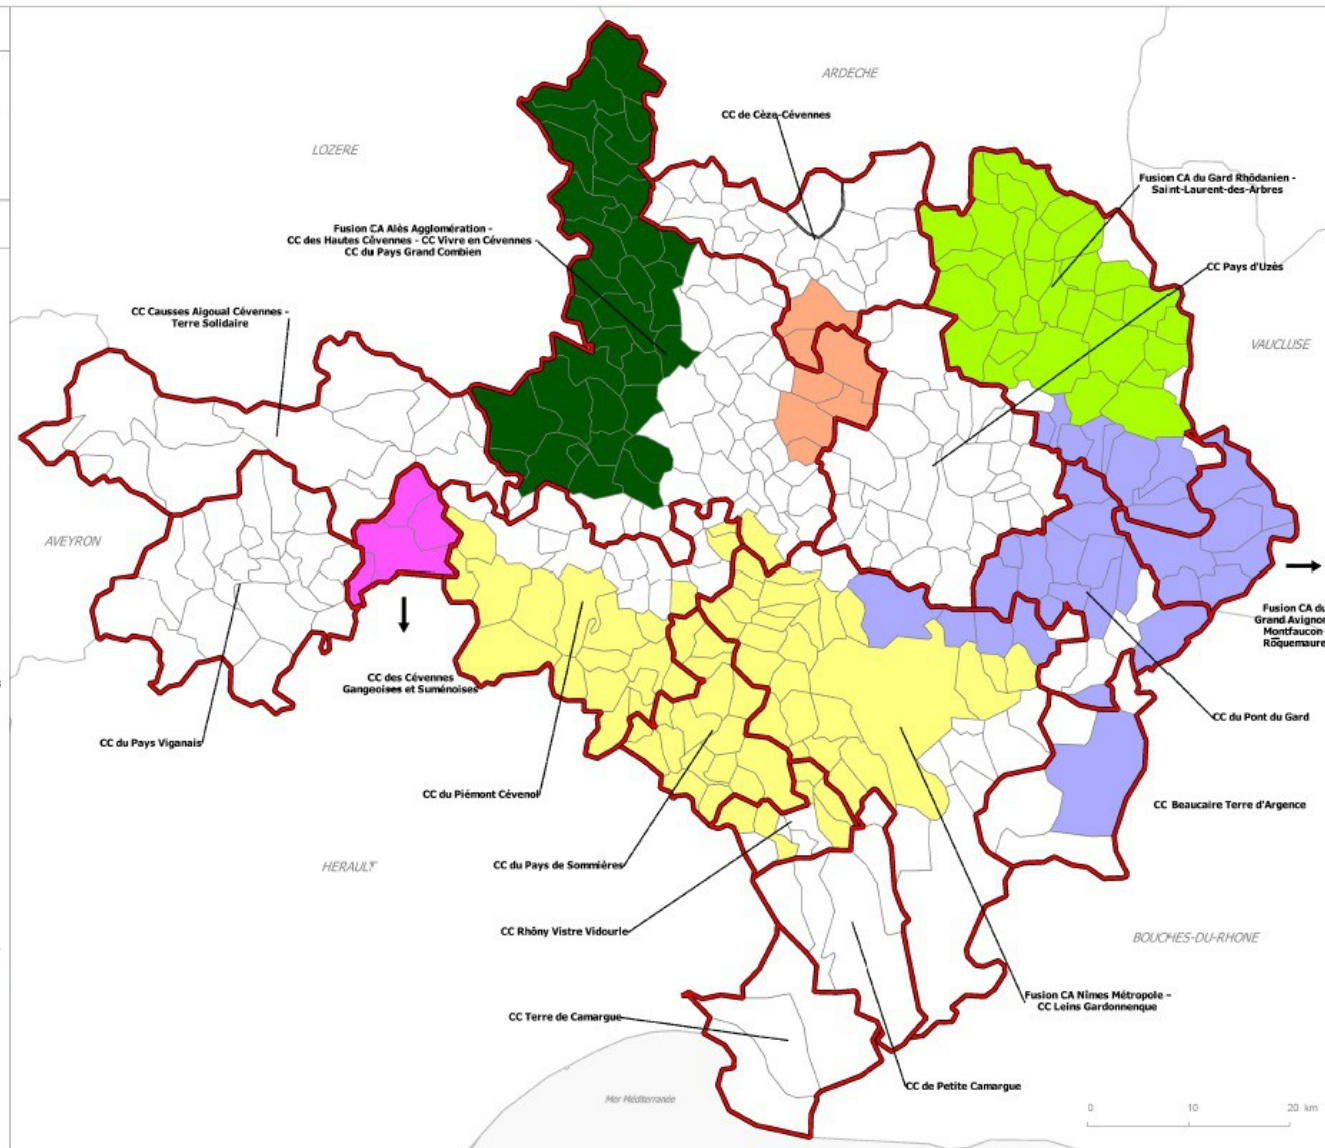 ARDECHE
CC de Cèze-Cévennes
LOZERE
Fusion CA du Gard Rhôdanien -
Saint-Laurent-des-Arbres
Fusion CA Alès Agglomération -
CC des Hautes Cévennes - CC Vivre en Cévennes
CC du Pays Grand Combien
CC Pays d'Uzès
CC Causses Aigoual Cévennes -
Terre Solidaire
VAUCLUSE
AVEYRON
Fusion CA du
Grand Avignon
Montfaucon-
Roquemaure
CC des Cévennes
Gangeoises et Suménoises
CC du Pont du Gard
CC du Pays Viganais
CC du Piémont Cévenol
CC Beaucaire Terre d'Argence
HERAULT
CC du Pays de Sommières
CC Rhôny Vistre Vidourle
BOUCHES-DU-RHONE
Fusion CA Nîmes Métropole -
CC Leins Gardonnenque
CC Terre de Camargue
CC de Petite Camargue
Mer Méditerranée
0 10 20 km